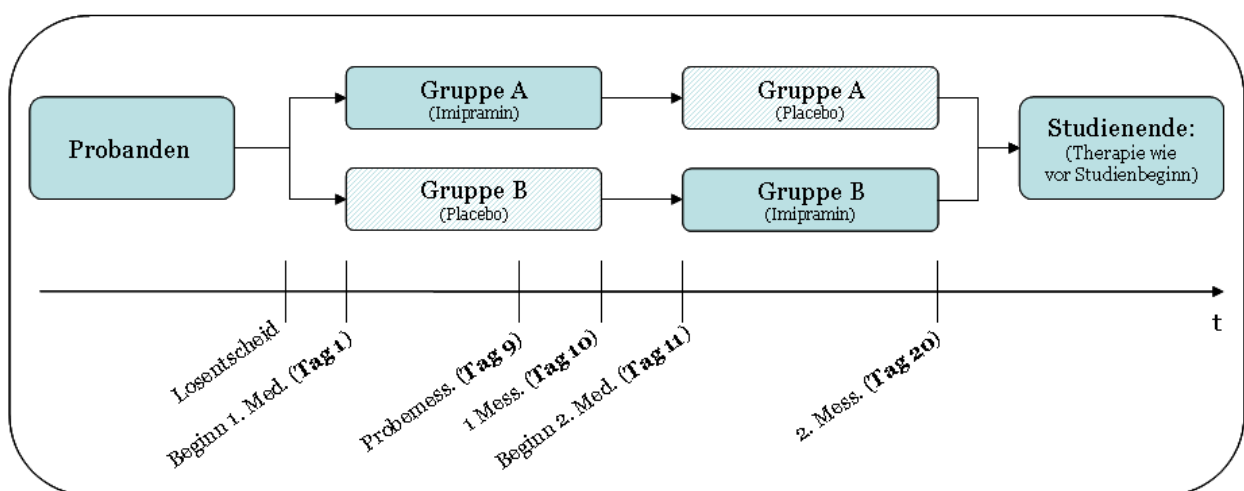 Probanden
Gruppe A
(Imipramin)
Gruppe B
(Placebo)
Gruppe A
(Placebo)
Gruppe B
(Imipramin)
Studienende:
(Therapie wie
vor Studienbeginn)
t
Losentscheid
Beginn 1. Med. (Tag 1)
Probemess. (Tag 9)
1 Mess. (Tag 10)
Beginn 2. Med. (Tag 11)
2. Mess. (Tag 20)